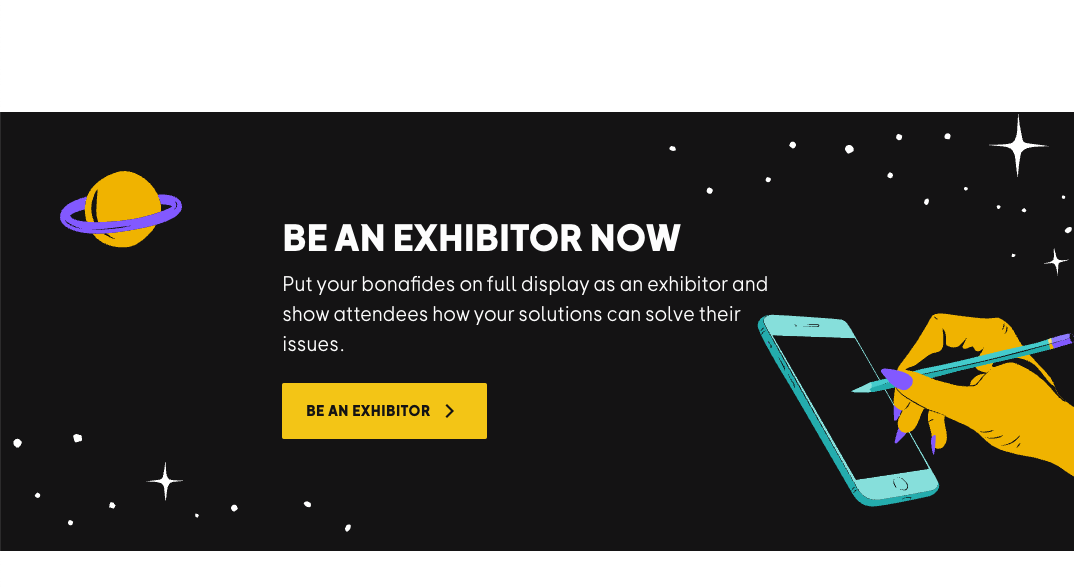 BE AN EXHIBITOR NOW
Put your bonafides on full display as an exhibitor and
show attendees how your solutions can solve their
issues.
BE AN EXHIBITOR